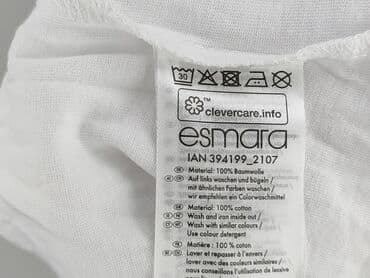 30
™
clevercare.info
esmara
IAN 394199_2107
Material: 100% Baumwolle
Auf links waschen und bügeln /
mit ähnlichen Farben waschen /
wir empfehlen ein Colorwaschmittel
Material: 100% cotton
Wash and iron inside out /
Wash with similar colours /
Use colour detergent
Matière : 100 % coton
Laver et repasser à l'envers /
laver avec des couleurs similaires /
nous conseillons l'utilisation de lessive